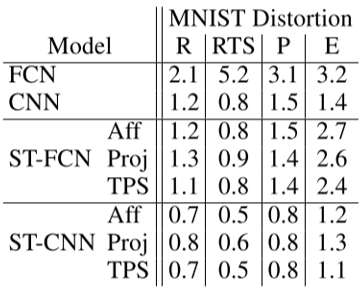 MNIST Distortion
Model R RTS P E
FCN 2.1 5.2 3.1 3.2
CNN 1.2 0.8 1.5 1.4
Aff 1.2 0.8 1.5 2.7
ST-FCN Proj 1.3 0.9 1.4 2.6
TPS 1.1 0.8 1.4 2.4
Aff 0.7 0.5 0.8 1.2
ST-CNN Proj 0.8 0.6 0.8 1.3
TPS 0.7 0.5 0.8 1.1